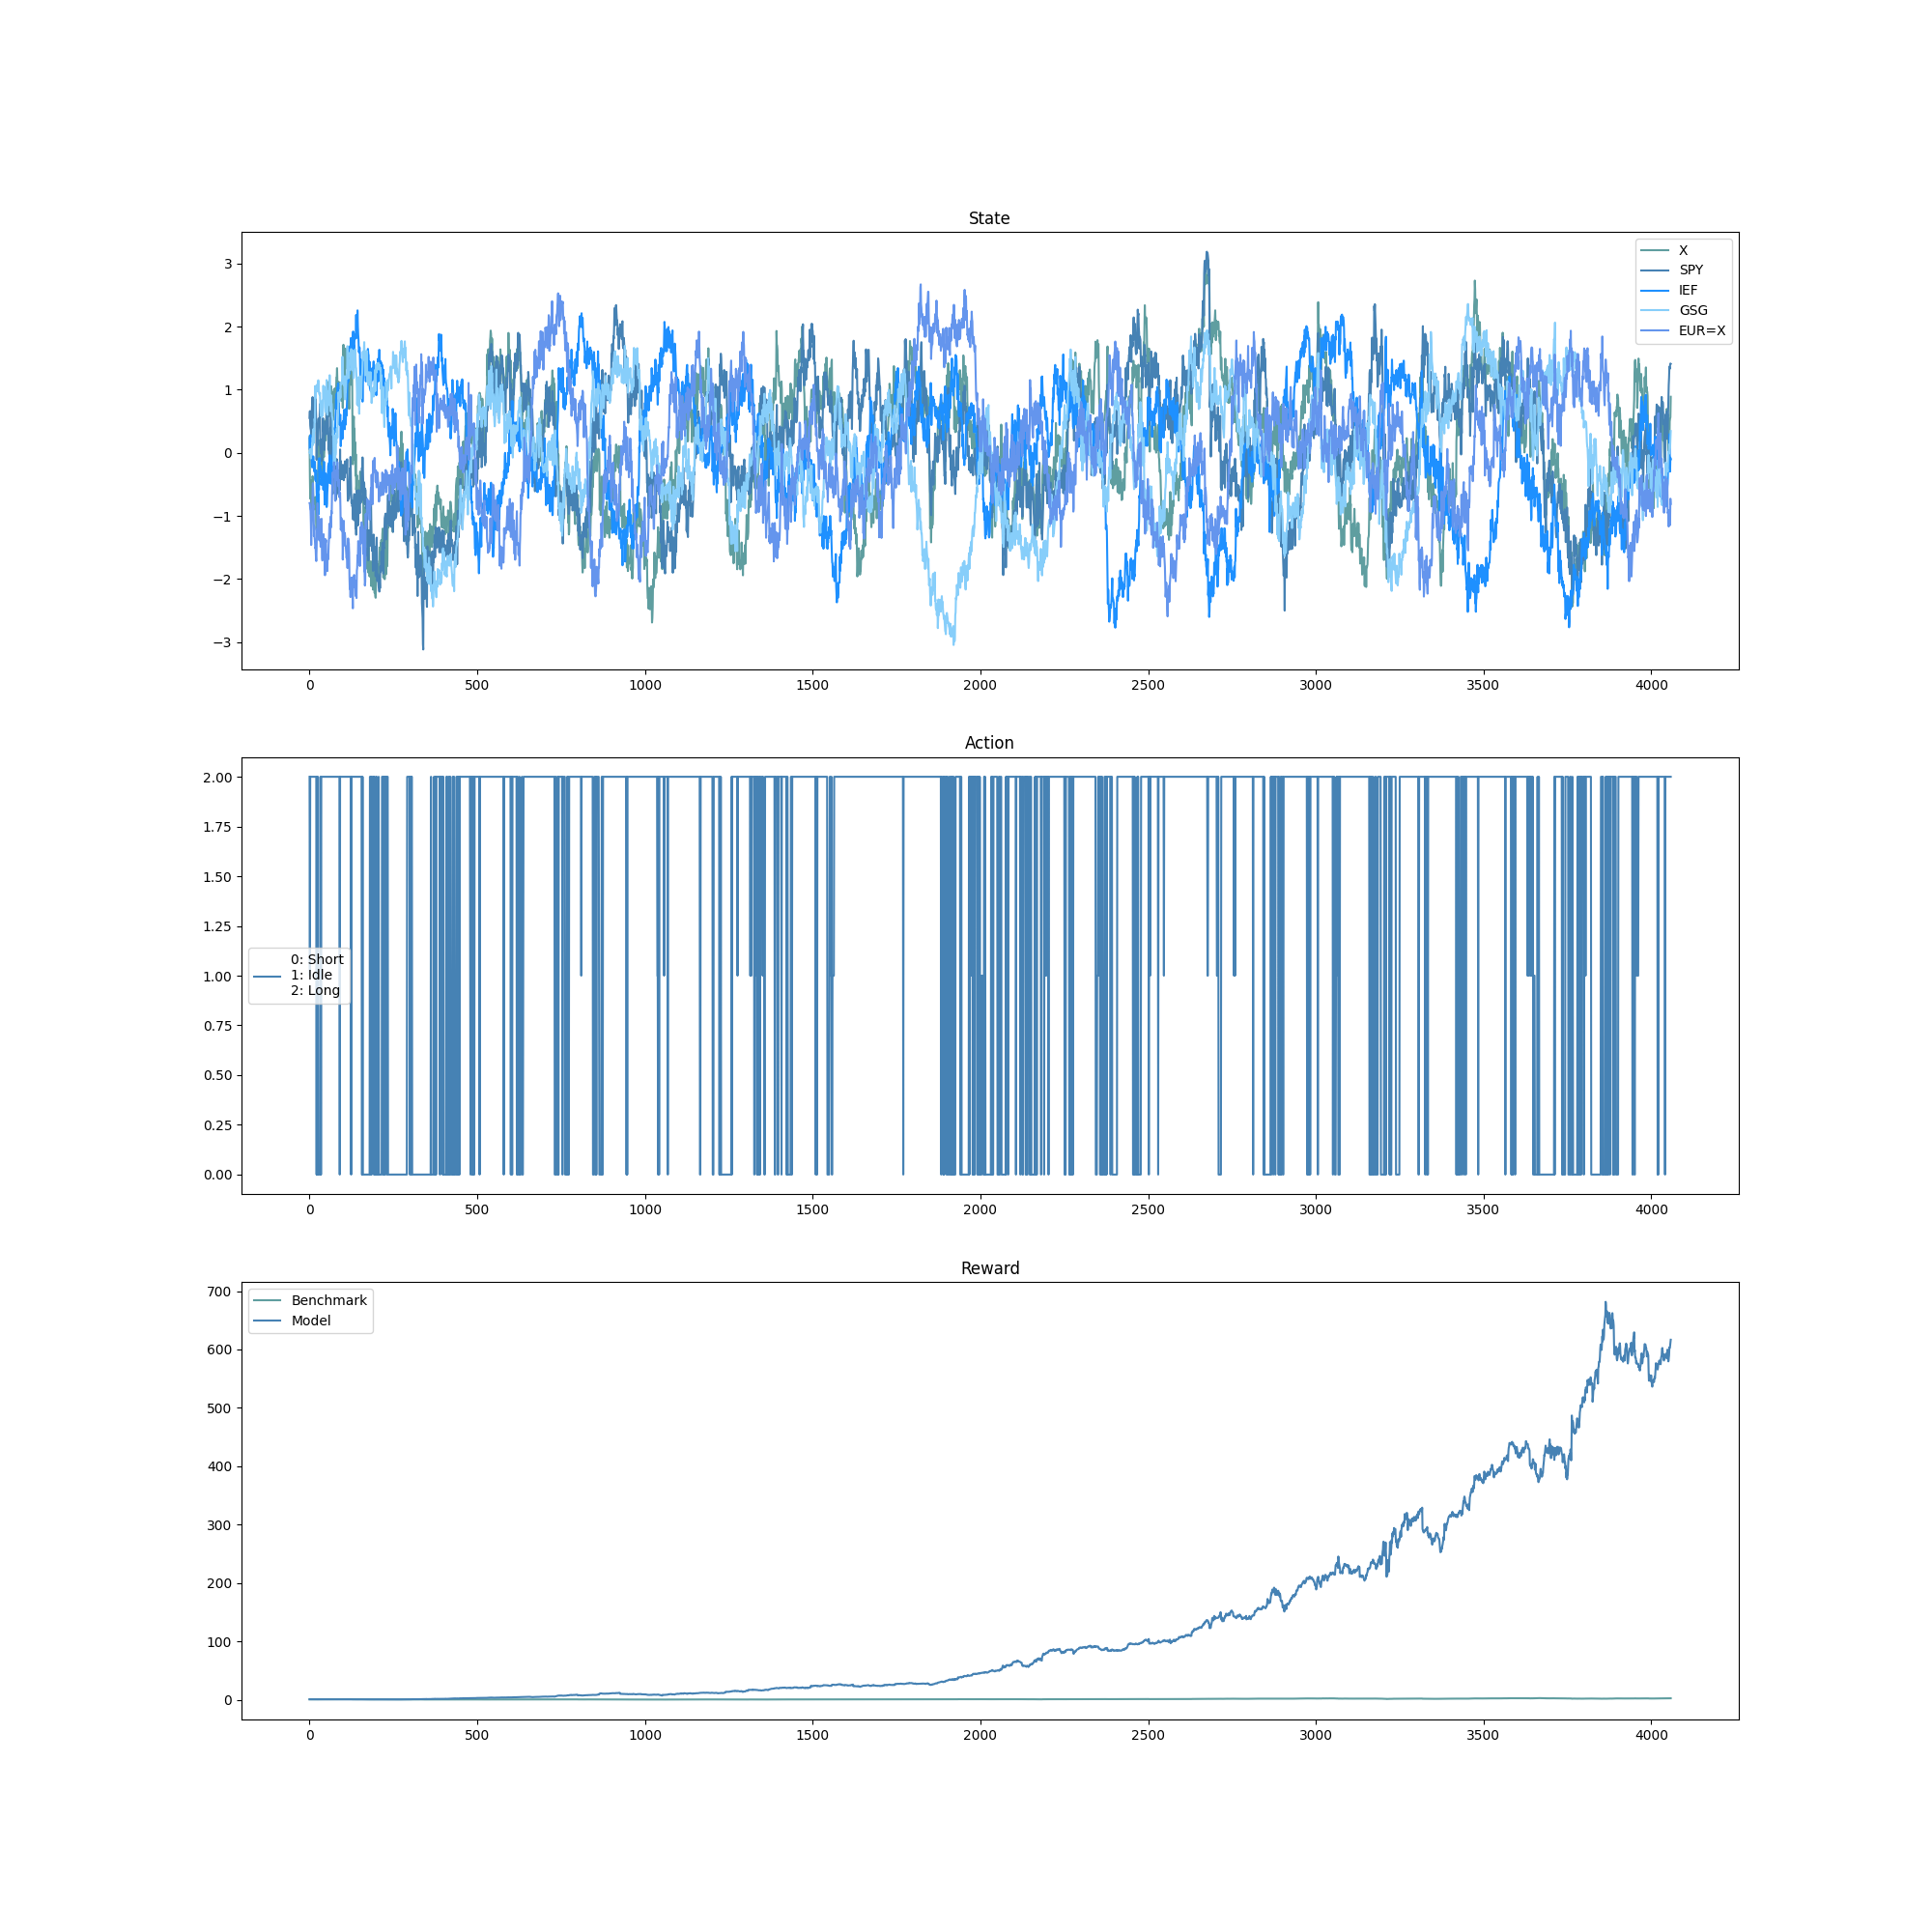 State
3
2
1
0
−1
−2
−3
X
SPY
IEF
GSG
EUR=X
0 500 1000 1500 2000 2500 3000 3500 4000
Action
2.00
1.75
1.50
1.25
1.00
0.75
0.50
0.25
0.00
0: Short
1: Idle
2: Long
0 500 1000 1500 2000 2500 3000 3500 4000
Reward
700
600
500
400
300
200
100
0
Benchmark
Model
0 500 1000 1500 2000 2500 3000 3500 4000